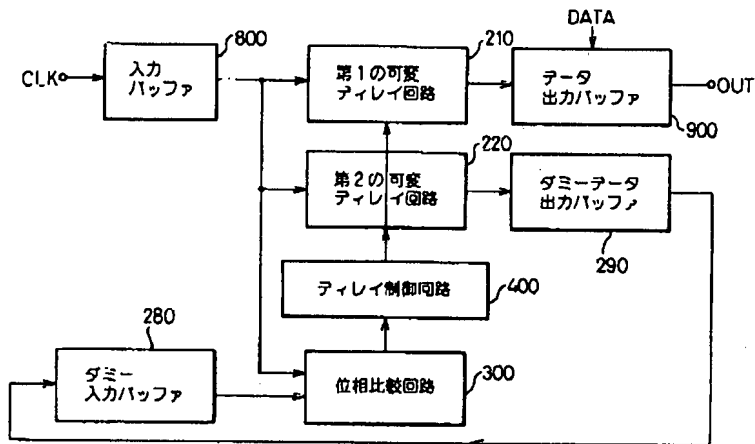 DATA
800
210
CLK
入力
バッファ
第1の可変
ディレイ回路
データ
出力バッファ
OUT
900
220
第2の可変
ディレイ回路
ダミーデータ
出力バッファ
290
ディレイ制御回路
400
280
ダミー
入力バッファ
位相比較回路
300